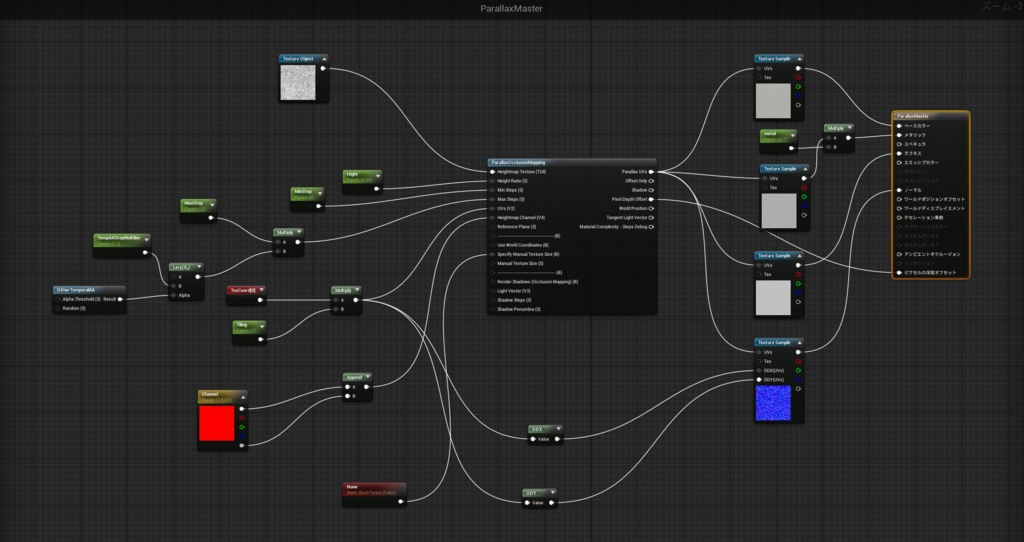 ParallaxMaster
ズーム -2
Texture Object
Hight
MinStep
MaxStep
Multiply
A
B
Lerp(0,
A
B
Alpha
DitherTemporalAA
Alpha Threshold (S) Result
Random (S)
TexCoord[0]
Multiply
A
B
Tiling
Channel
Append
A
B
None
Static Bool Param (False)
ParallaxOcclusionMapping
Heightmap Texture (T2d) Parallax UVs
Height Ratio (S) Offset Only
Min Steps (S) Shadow
Max Steps (S) Pixel Depth Offset
UVs (V2) World Position
Heightmap Channel (V4) Tangent Light Vector
Reference Plane (S) Material Complexity - Steps Debug
Use World Coordinates (B)
Specify Manual Texture Size (B)
Manual Texture Size (S)
Render Shadows (Occlusion Mapping) (B)
Light Vector (V3)
Shadow Steps (S)
Shadow Penumbra (S)
DDX
Value
DDY
Value
Texture Sample
UVs
Tex
metal
Multiply
A
B
Texture Sample
UVs
Tex
Texture Sample
UVs
Tex
Texture Sample
UVs
Tex
DDX(UVs)
DDY(UVs)
ParallaxMaster
ベースカラー
メタリック
スペキュラ
ラフネス
エミッシブカラー
ノーマル
ワールドポジションオフセット
ワールドディスプレイスメント
テセレーション乗数
アンビエントオクルージョン
ピクセルの深度オフセット